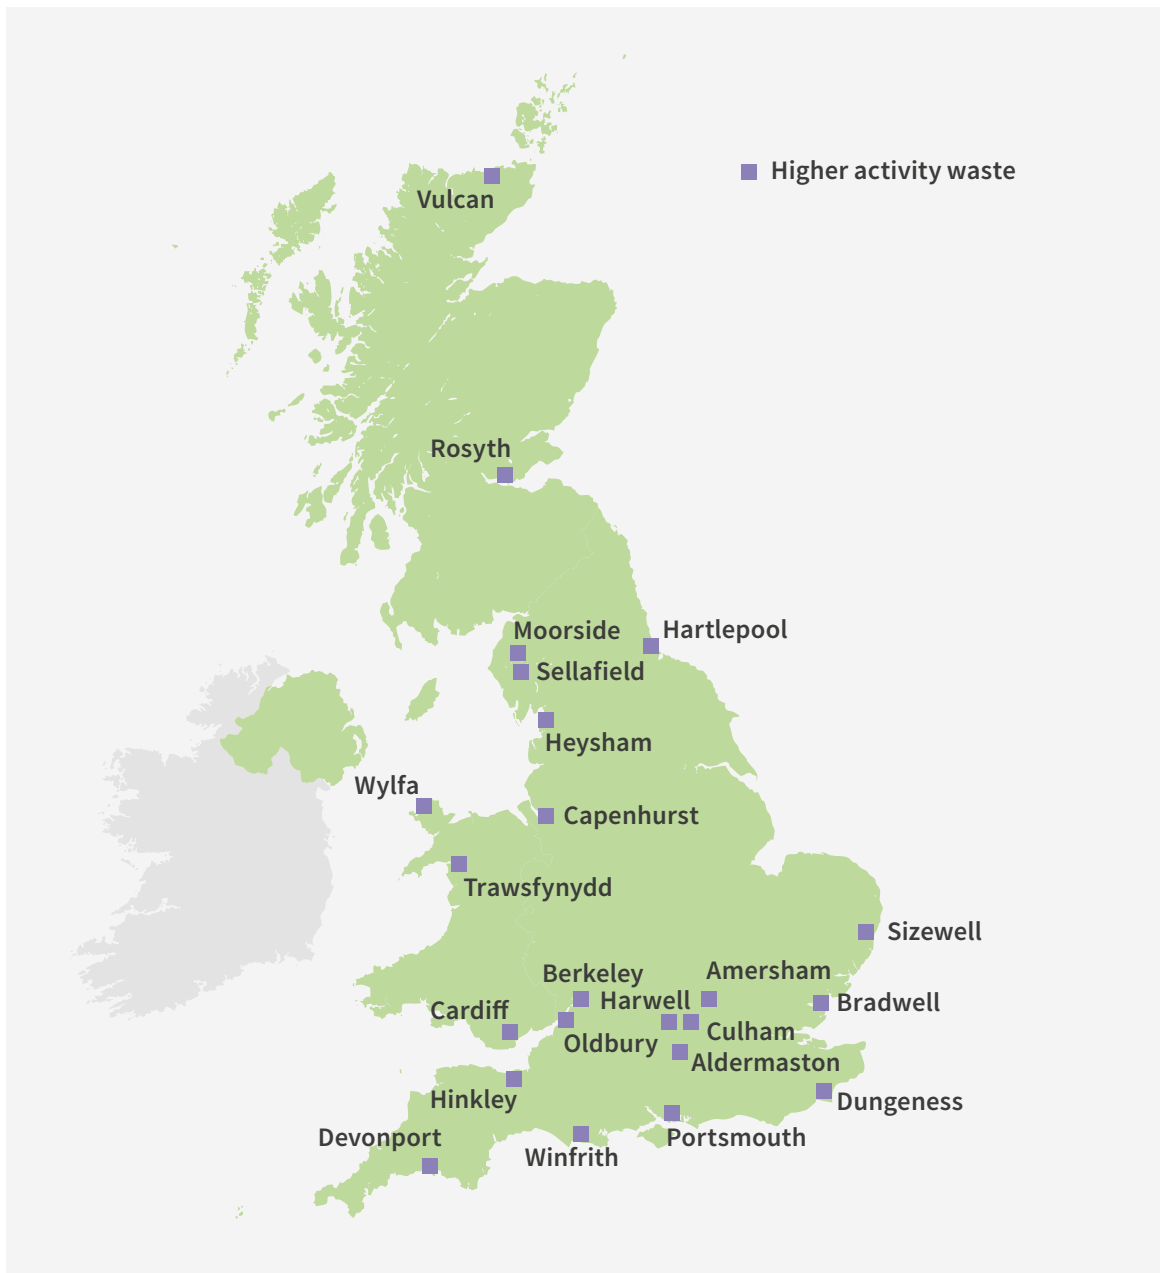 Higher activity waste
Vulcan
Rosyth
Moorside
Hartlepool
Sellafield
Heysham
Wylfa
Capenhurst
Trawsfynydd
Sizewell
Berkeley
Amersham
Harwell
Bradwell
Cardiff
Culham
Oldbury
Aldermaston
Hinkley
Dungeness
Devonport
Portsmouth
Winfrith